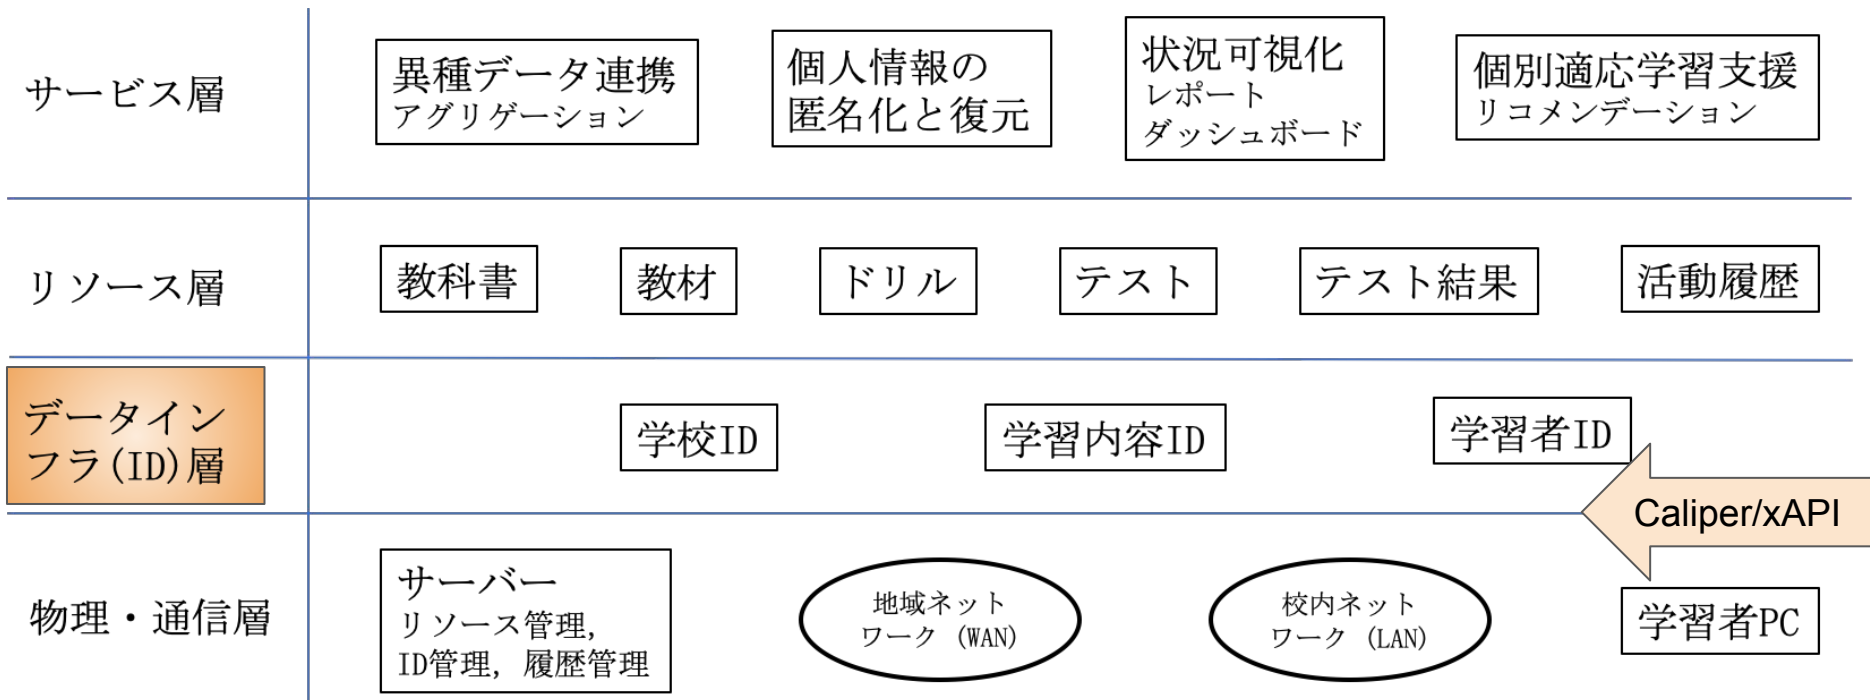 サービス層
異種データ連携
アグリゲーション
個人情報の
匿名化と復元
状況可視化
レポート
ダッシュボード
個別適応学習支援
リコメンデーション
リソース層
教科書
教材
ドリル
テスト
テスト結果
活動履歴
データイン
フラ(ID)層
学校ID
学習内容ID
学習者ID
Caliper/xAPI
物理・通信層
サーバー
リソース管理,
ID管理, 履歴管理
地域ネット
ワーク (WAN)
校内ネット
ワーク (LAN)
学習者PC